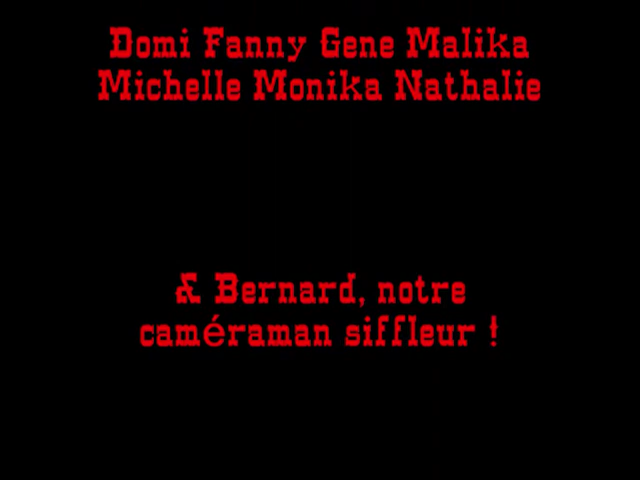 Domi Fanny Gene Malika
Michelle Monika Nathalie
& Bernard, notre
caméraman siffleur !